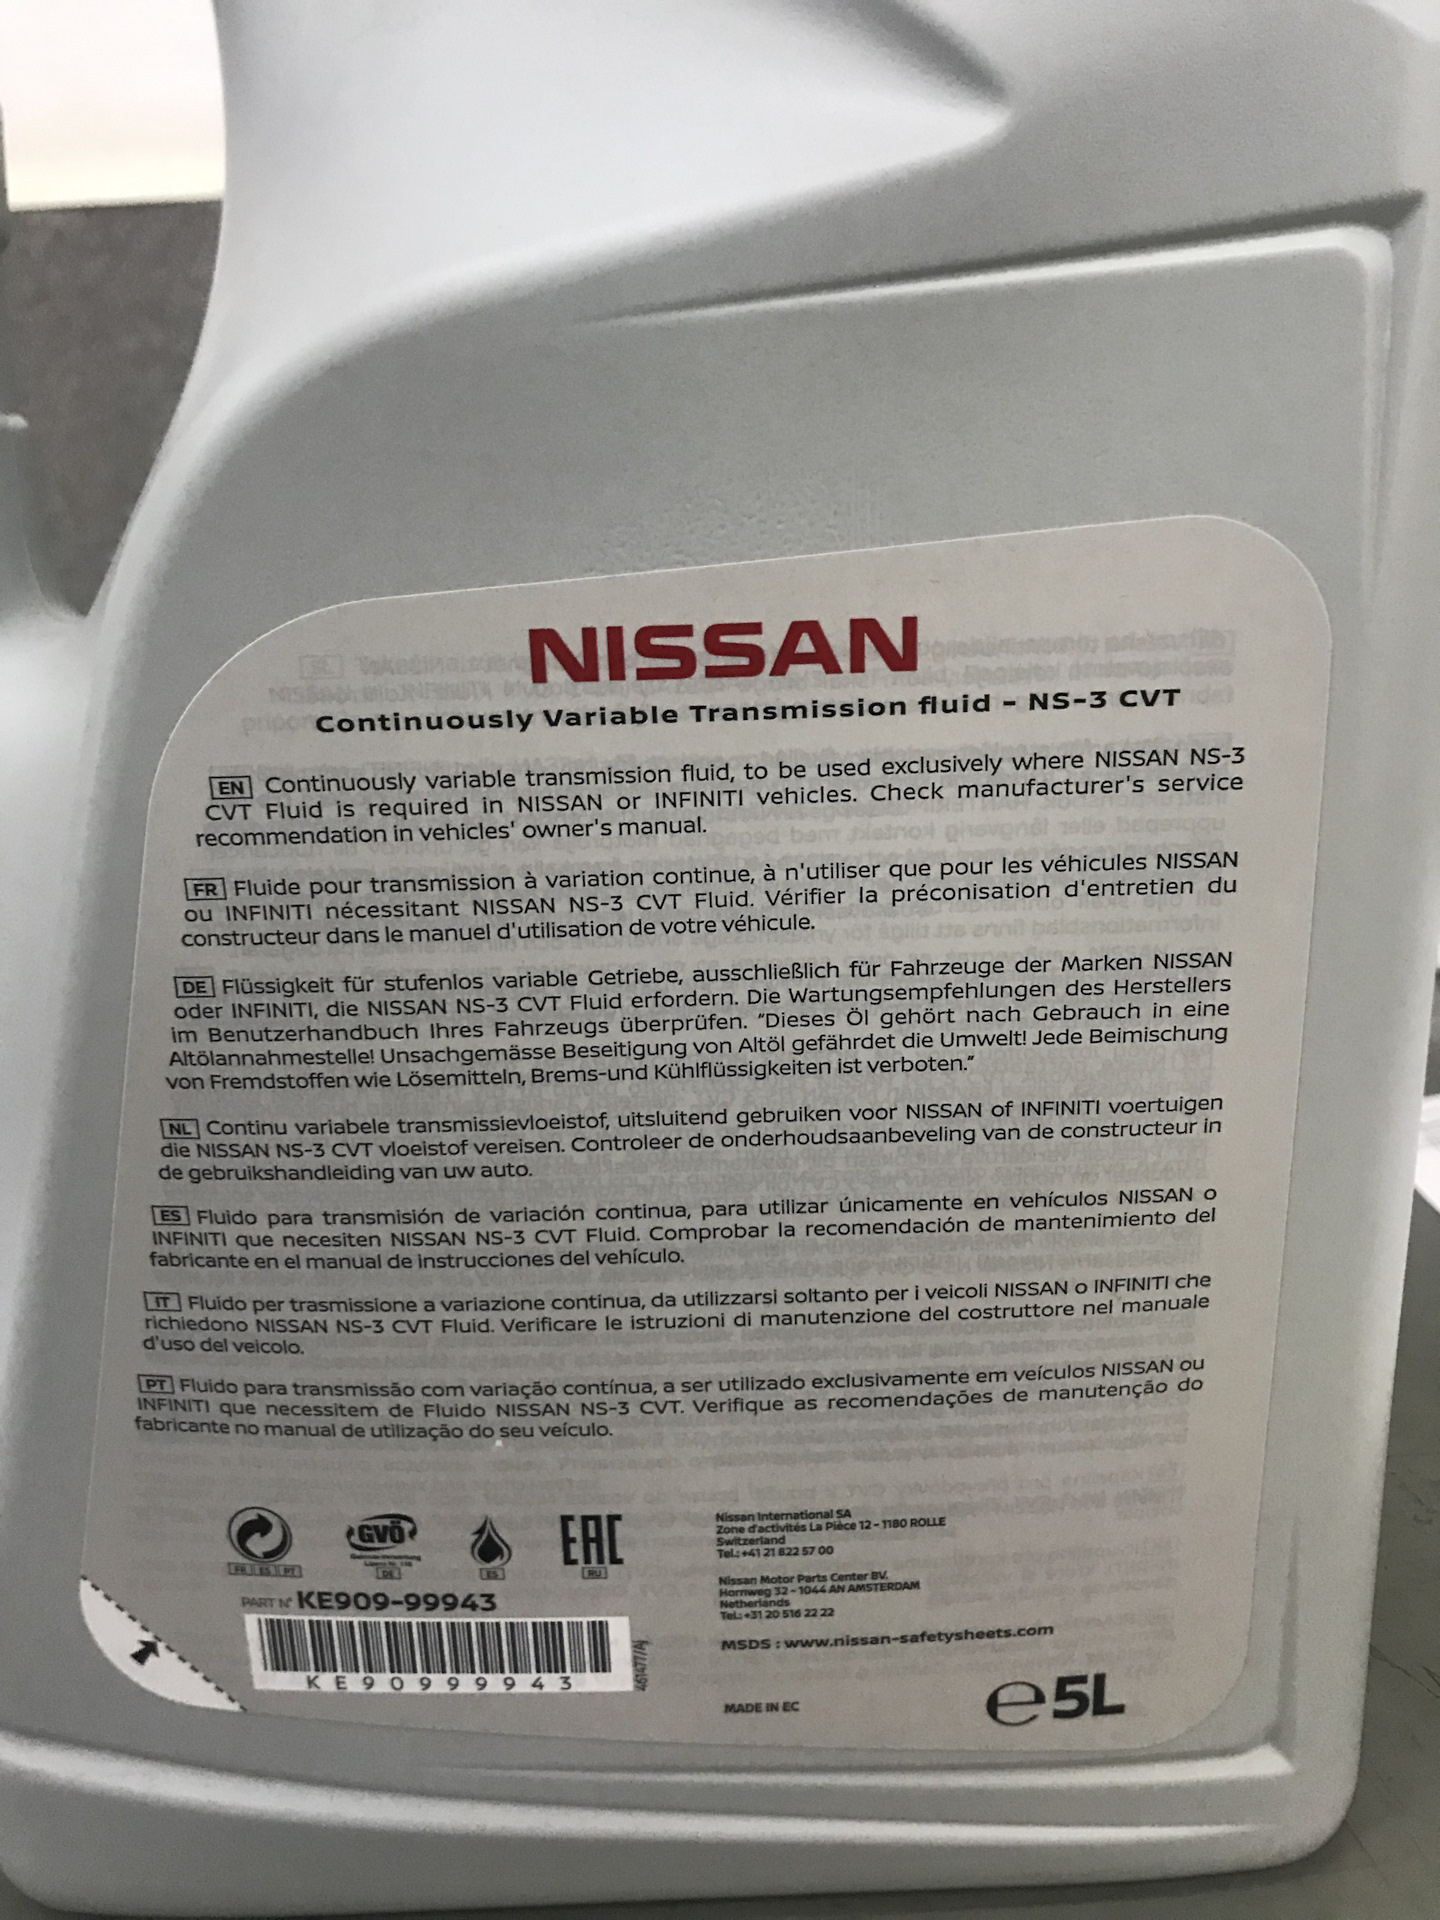 NISSAN
Continuously Variable Transmission fluid - NS-3 CVT
EN Continuously variable transmission fluid, to be used exclusively where NISSAN NS-3
CVT Fluid is required in NISSAN or INFINITI vehicles. Check manufacturer's service
recommendation in vehicles' owner's manual.
FR Fluide pour transmission à variation continue, à n'utiliser que pour les véhicules NISSAN
ou INFINITI nécessitant NISSAN NS-3 CVT Fluid. Vérifier la préconisation d'entretien du
constructeur dans le manuel d'utilisation de votre véhicule.
DE Flüssigkeit für stufenlos variable Getriebe, ausschließlich für Fahrzeuge der Marken NISSAN
oder INFINITI, die NISSAN NS-3 CVT Fluid erfordern. Die Wartungsempfehlungen des Herstellers
im Benutzerhandbuch Ihres Fahrzeugs überprüfen. "Dieses Öl gehört nach Gebrauch in eine
Altölannahmestelle! Unsachgemässe Beseitigung von Altöl gefährdet die Umwelt! Jede Beimischung
von Fremdstoffen wie Lösemitteln, Brems-und Kühlflüssigkeiten ist verboten."
NL Continu variabele transmissievloeistof, uitsluitend gebruiken voor NISSAN of INFINITI voertuigen
die NISSAN NS-3 CVT vloeistof vereisen. Controleer de onderhoudsaanbeveling van de constructeur in
de gebruikshandleiding van uw auto.
ES Fluido para transmisión de variación continua, para utilizar únicamente en vehículos NISSAN o
INFINITI que necesiten NISSAN NS-3 CVT Fluid. Comprobar la recomendación de mantenimiento del
fabricante en el manual de instrucciones del vehículo.
IT Fluido per trasmissione a variazione continua, da utilizzarsi soltanto per i veicoli NISSAN o INFINITI che
richiedono NISSAN NS-3 CVT Fluid. Verificare le istruzioni di manutenzione del costruttore nel manuale
d'uso del veicolo.
PT Fluido para transmissão com variação contínua, a ser utilizado exclusivamente em veículos NISSAN ou
INFINITI que necessitem de Fluido NISSAN NS-3 CVT. Verifique as recomendações de manutenção do
fabricante no manual de utilização do seu veículo.
GVÖ
EAC
FR ES PT
DE
ES
RU
PART N° KE909-99943
KE90999943
461477/AJ
Nissan International SA
Zone d'activités La Pièce 12 - 1180 ROLLE
Switzerland
Tel.: +41 21 822 57 00
Nissan Motor Parts Center BV.
Hornweg 32 - 1044 AN AMSTERDAM
Netherlands
Tel.: +31 20 516 22 22
MSDS : www.nissan-safetysheets.com
MADE IN EC
e 5L